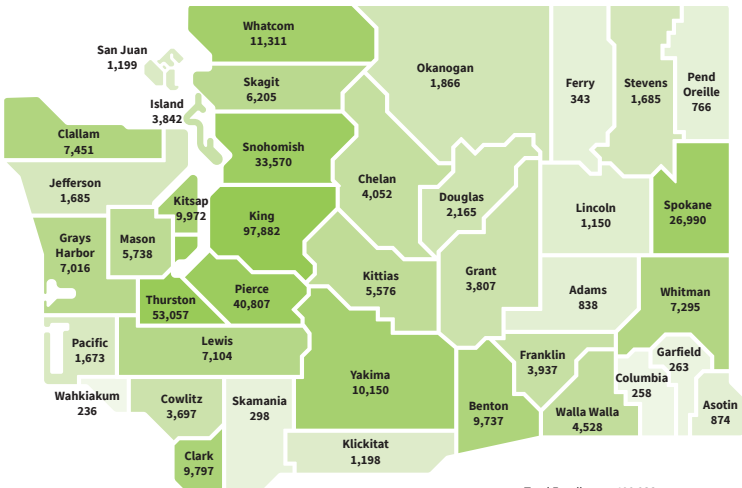 Whatcom
11,311
San Juan
1,199
Skagit
6,205
Island
3,842
Okanogan
1,866
Ferry
343
Stevens
1,685
Pend
Oreille
766
Clallam
7,451
Snohomish
33,570
Chelan
4,052
Douglas
2,165
Jefferson
1,685
Kitsap
9,972
King
97,882
Lincoln
1,150
Spokane
26,990
Grays
Harbor
7,016
Mason
5,738
Kittias
5,576
Grant
3,807
Adams
838
Whitman
7,295
Thurston
53,057
Pierce
40,807
Pacific
1,673
Lewis
7,104
Yakima
10,150
Franklin
3,937
Garfield
263
Columbia
258
Wahkiakum
236
Cowlitz
3,697
Skamania
298
Benton
9,737
Walla Walla
4,528
Asotin
874
Clark
9,797
Klickitat
1,198